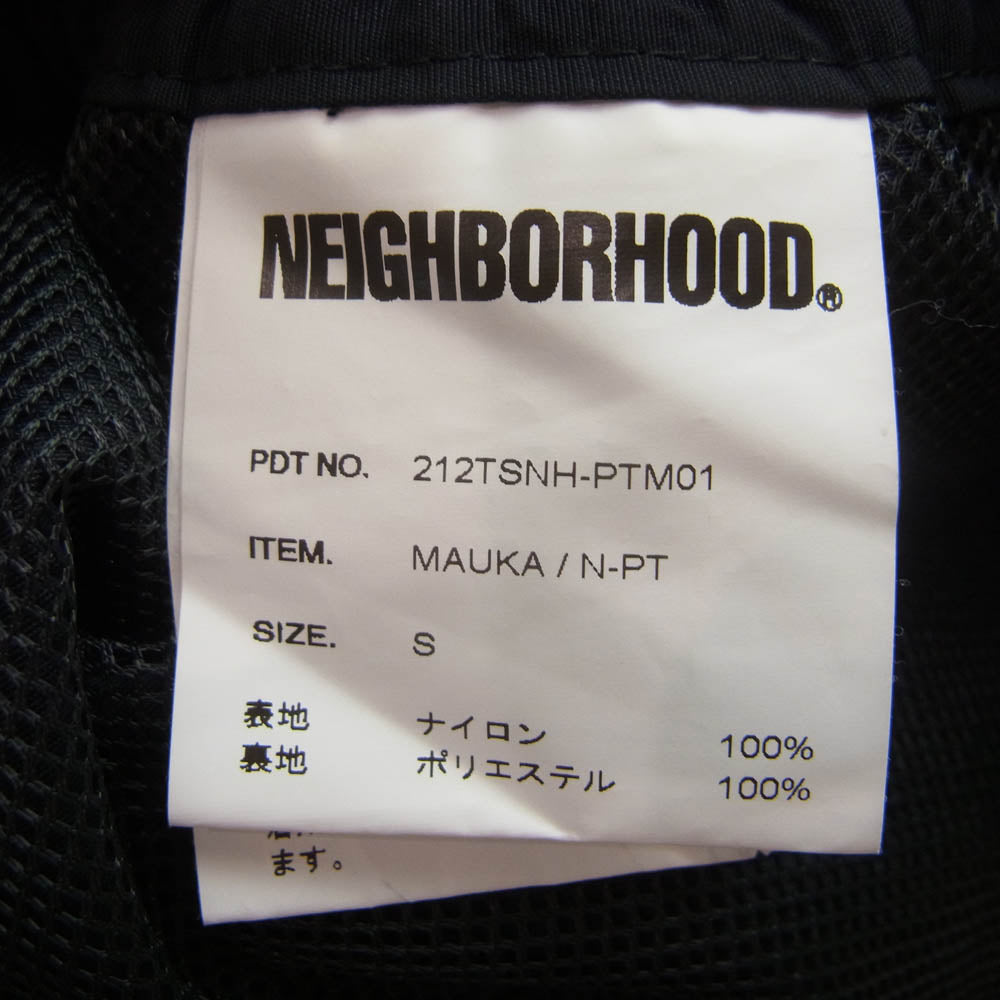 NEIGHBORHOOD®
PDT NO. 212TSNH-PTM01
ITEM. MAUKA / N-PT
SIZE. S
表地 ナイロン 100%
裏地 ポリエステル 100%
ます。